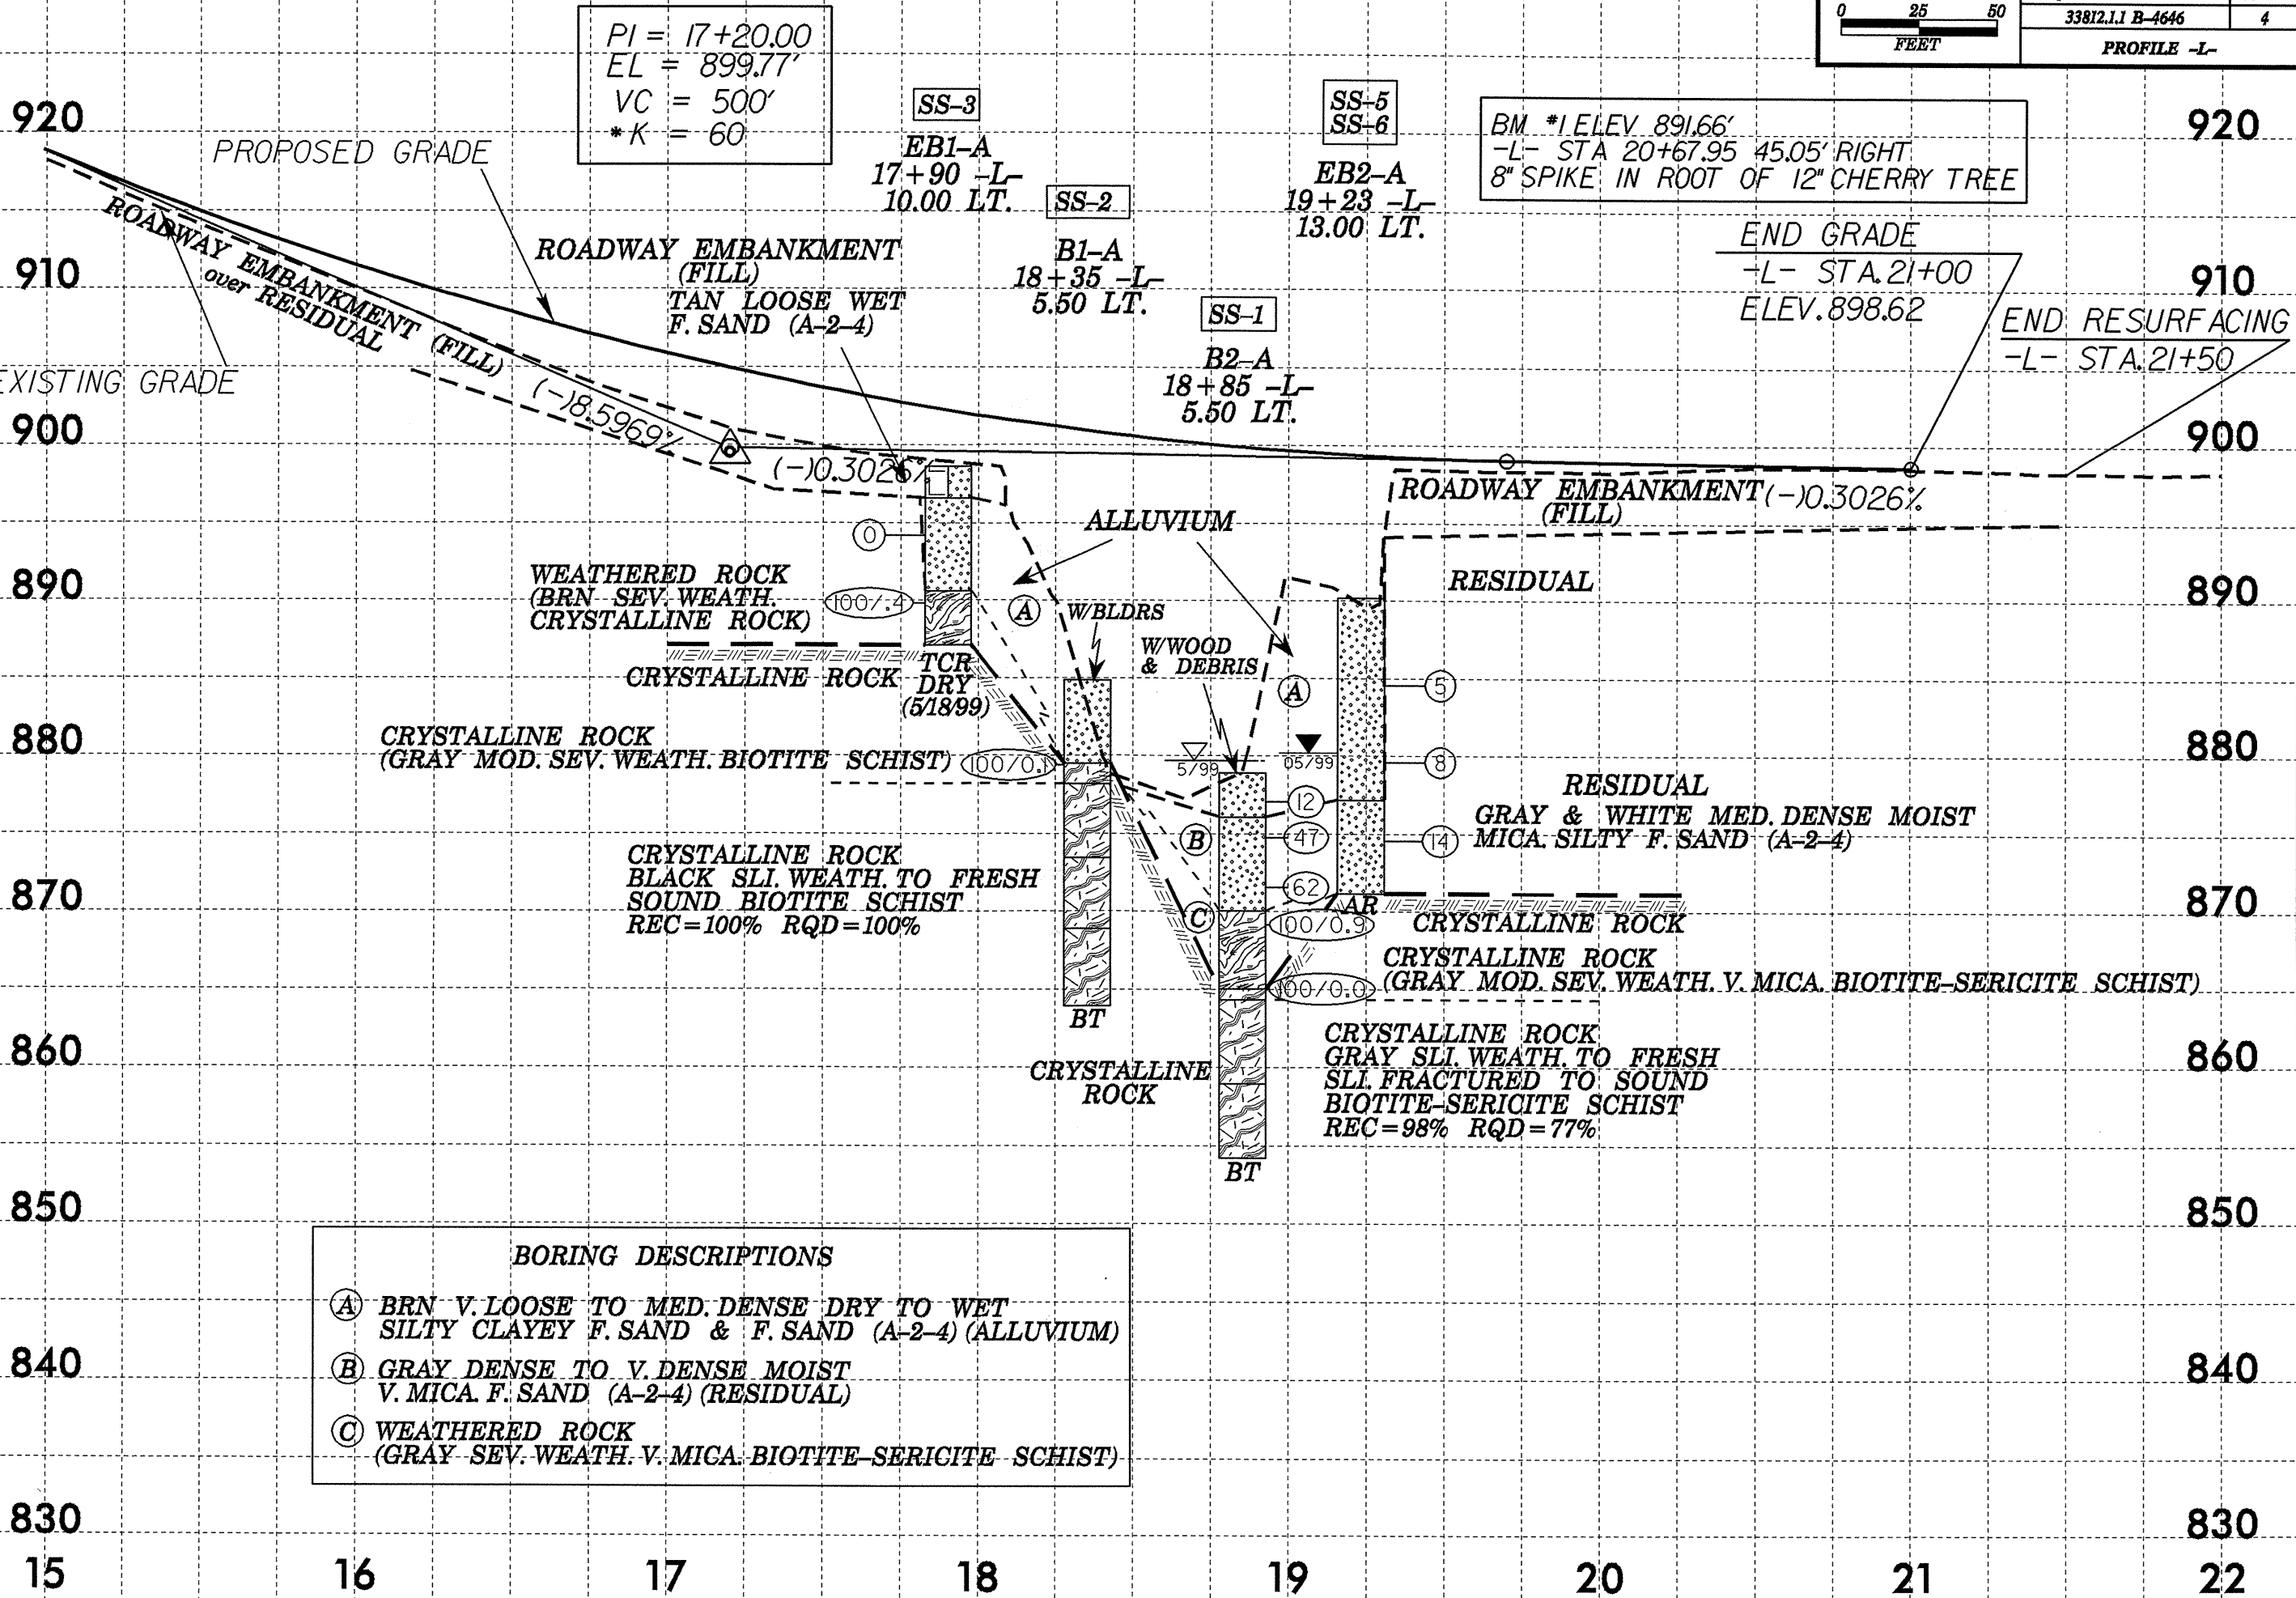 0 25 50
FEET
33812.1.1 B-4646 4
PROFILE -L-
PI = 17+20.00
EL = 899.77'
VC = 500'
*K = 60
SS-3
EB1-A
17+90 -L-
10.00 LT.
SS-2
B1-A
18+35 -L-
5.50 LT.
SS-1
B2-A
18+85 -L-
5.50 LT.
SS-5
SS-6
EB2-A
19+23 -L-
13.00 LT.
BM #1 ELEV 891.66'
-L- STA 20+67.95 45.05' RIGHT
8" SPIKE IN ROOT OF 12" CHERRY TREE
920
920
PROPOSED GRADE
ROADWAY EMBANKMENT (FILL)
over RESIDUAL
EXISTING GRADE
ROADWAY EMBANKMENT
(FILL)
TAN LOOSE WET
F. SAND (A-2-4)
END GRADE
-L- STA.21+00
ELEV.898.62
END RESURFACING
-L- STA.21+50
910
910
900
900
(-)8.5969%
(-)0.3026%
ROADWAY EMBANKMENT
(FILL)
(-)0.3026%
ALLUVIUM
0
WEATHERED ROCK
(BRN SEV. WEATH.
CRYSTALLINE ROCK)
100/.4
A
W/BLDRS
W/WOOD
& DEBRIS
RESIDUAL
890
890
CRYSTALLINE ROCK
TCR
DRY
(5/18/99)
A
5
CRYSTALLINE ROCK
(GRAY MOD. SEV. WEATH. BIOTITE SCHIST)
100/0.1
5/99
05/99
8
880
880
12
RESIDUAL
GRAY & WHITE MED. DENSE MOIST
MICA. SILTY F. SAND (A-2-4)
B
47
14
CRYSTALLINE ROCK
BLACK SLI. WEATH. TO FRESH
SOUND BIOTITE SCHIST
REC=100% RQD=100%
62
870
870
C
AR
100/0.9
CRYSTALLINE ROCK
CRYSTALLINE ROCK
(GRAY MOD. SEV. WEATH. V. MICA. BIOTITE-SERICITE SCHIST)
100/0.0
BT
CRYSTALLINE
ROCK
CRYSTALLINE ROCK
GRAY SLI. WEATH. TO FRESH
SLI. FRACTURED TO SOUND
BIOTITE-SERICITE SCHIST
REC=98% RQD=77%
860
860
BT
850
850
BORING DESCRIPTIONS
A BRN V. LOOSE TO MED. DENSE DRY TO WET
SILTY CLAYEY F. SAND & F. SAND (A-2-4) (ALLUVIUM)
B GRAY DENSE TO V. DENSE MOIST
V. MICA. F. SAND (A-2-4) (RESIDUAL)
C WEATHERED ROCK
(GRAY SEV. WEATH. V. MICA. BIOTITE-SERICITE SCHIST)
840
840
830
830
15 16 17 18 19 20 21 22